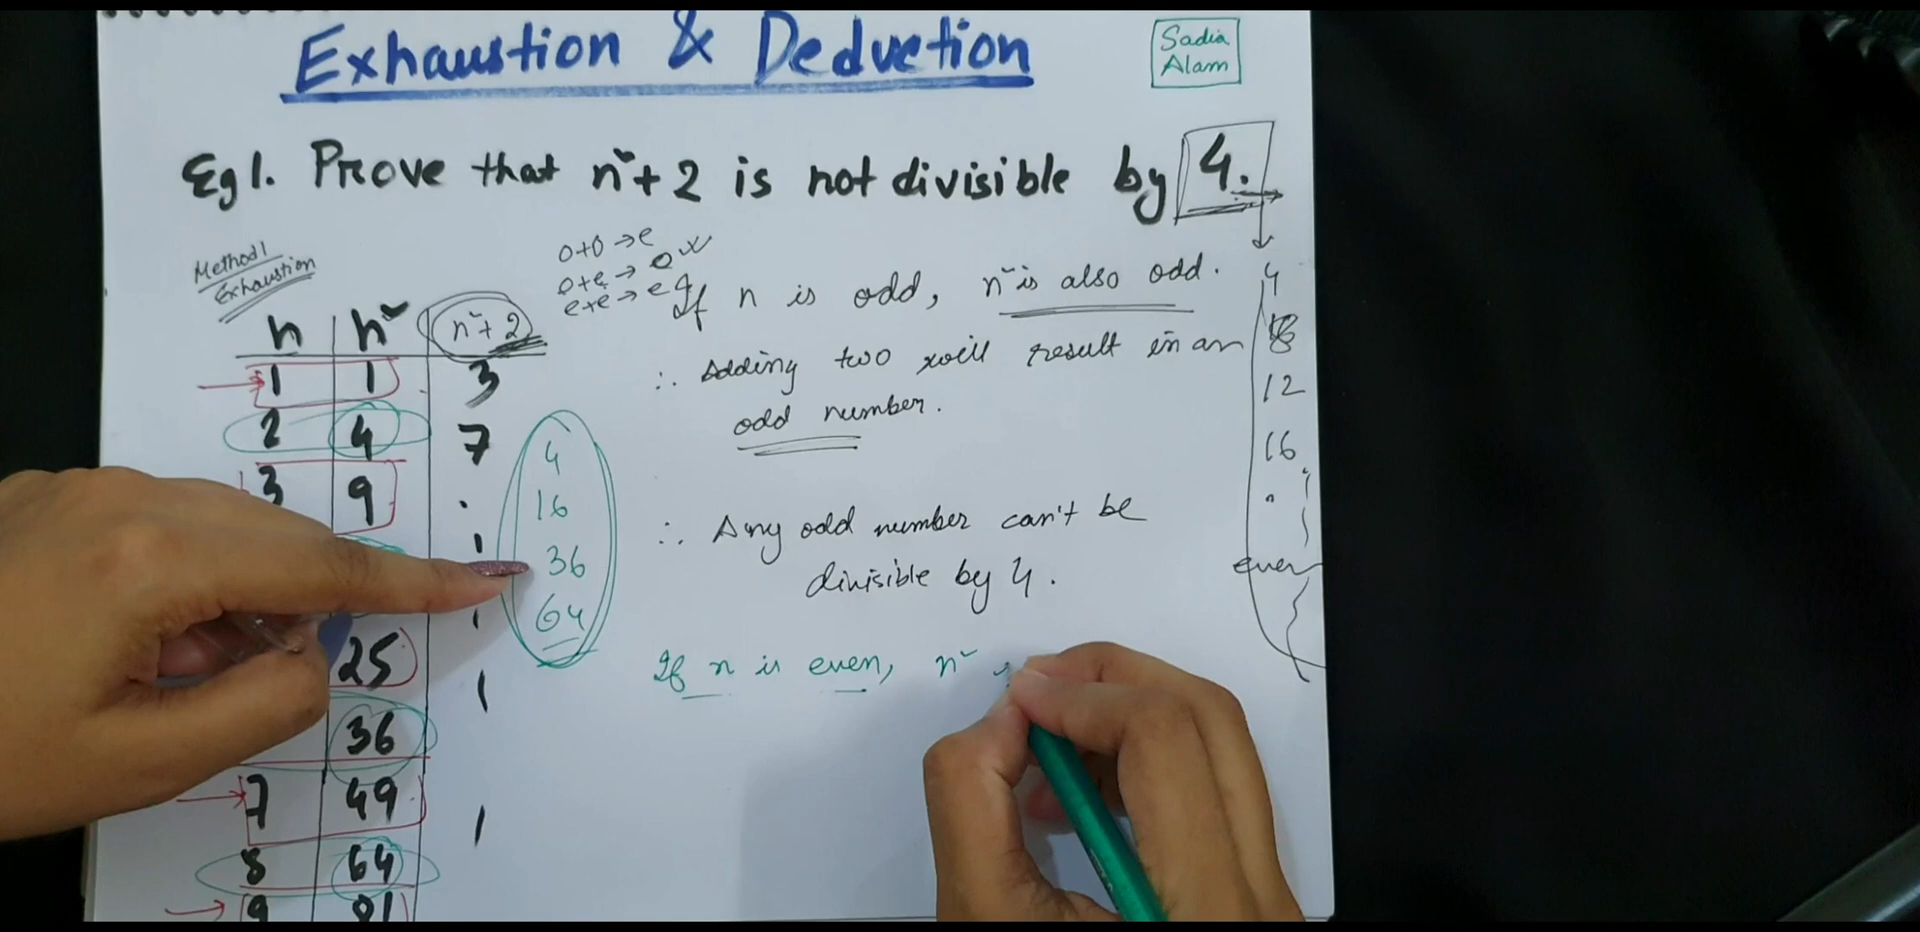 Exhaustion & Deduction
Sadia
Alam
Eg1. Prove that n²+2 is not divisible by 4.
Method 1
Exhaustion
o+o → e
o+e → o
e+e → e
n n² n²+2
1 1 3
2 4 7
3 9
25
36
7 49
8 64
9 81
4
16
36
64
If n is odd, n² is also odd.
∴ Adding two will result in an
odd number.
∴ Any odd number can't be
divisible by 4.
If n is even, n²
4
8
12
16
even